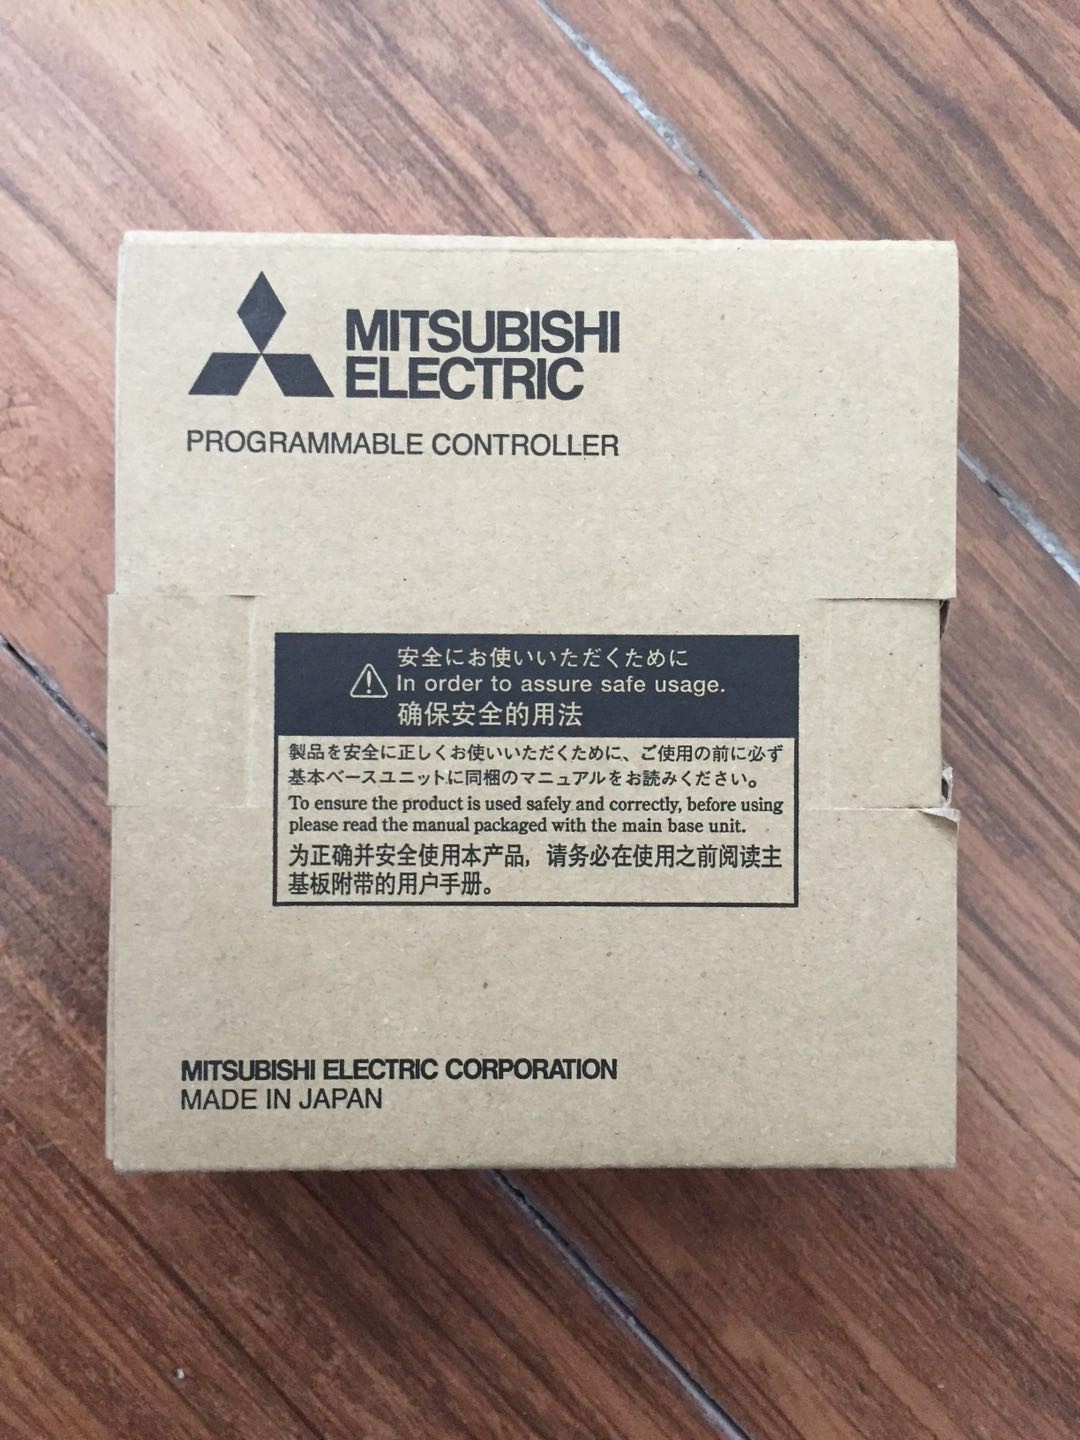 MITSUBISHI
ELECTRIC
PROGRAMMABLE CONTROLLER
安全にお使いいただくために
In order to assure safe usage.
确保安全的用法
製品を安全に正しくお使いいただくために、ご使用の前に必ず
基本ベースユニットに同梱のマニュアルをお読みください。
To ensure the product is used safely and correctly, before using
please read the manual packaged with the main base unit.
为正确并安全使用本产品，请务必在使用之前阅读主
基板附带的用户手册。
MITSUBISHI ELECTRIC CORPORATION
MADE IN JAPAN